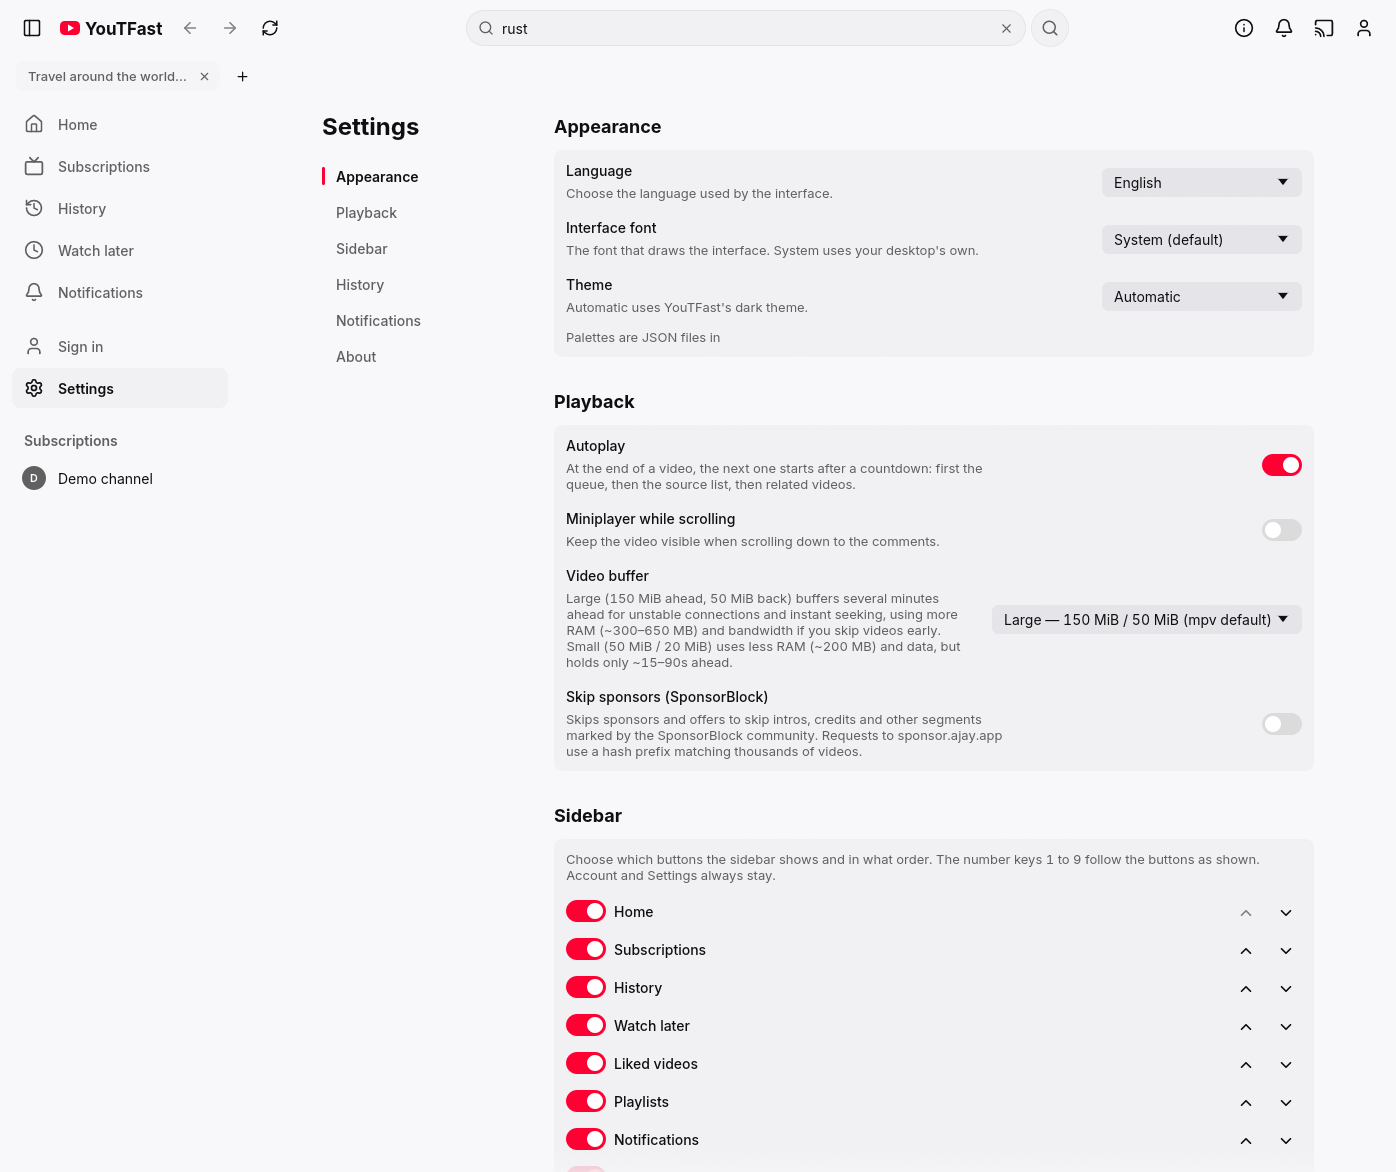 YouTFast
rust
Travel around the world...
Home
Subscriptions
History
Watch later
Notifications
Sign in
Settings
Subscriptions
D
Demo channel
Settings
Appearance
Playback
Sidebar
History
Notifications
About
Appearance
Language
Choose the language used by the interface.
English
Interface font
The font that draws the interface. System uses your desktop's own.
System (default)
Theme
Automatic uses YouTFast's dark theme.
Automatic
Palettes are JSON files in
Playback
Autoplay
At the end of a video, the next one starts after a countdown: first the
queue, then the source list, then related videos.
Miniplayer while scrolling
Keep the video visible when scrolling down to the comments.
Video buffer
Large (150 MiB ahead, 50 MiB back) buffers several minutes
ahead for unstable connections and instant seeking, using more
RAM (~300–650 MB) and bandwidth if you skip videos early.
Small (50 MiB / 20 MiB) uses less RAM (~200 MB) and data, but
holds only ~15–90s ahead.
Large — 150 MiB / 50 MiB (mpv default)
Skip sponsors (SponsorBlock)
Skips sponsors and offers to skip intros, credits and other segments
marked by the SponsorBlock community. Requests to sponsor.ajay.app
use a hash prefix matching thousands of videos.
Sidebar
Choose which buttons the sidebar shows and in what order. The number keys 1 to 9 follow the buttons as shown.
Account and Settings always stay.
Home
Subscriptions
History
Watch later
Liked videos
Playlists
Notifications